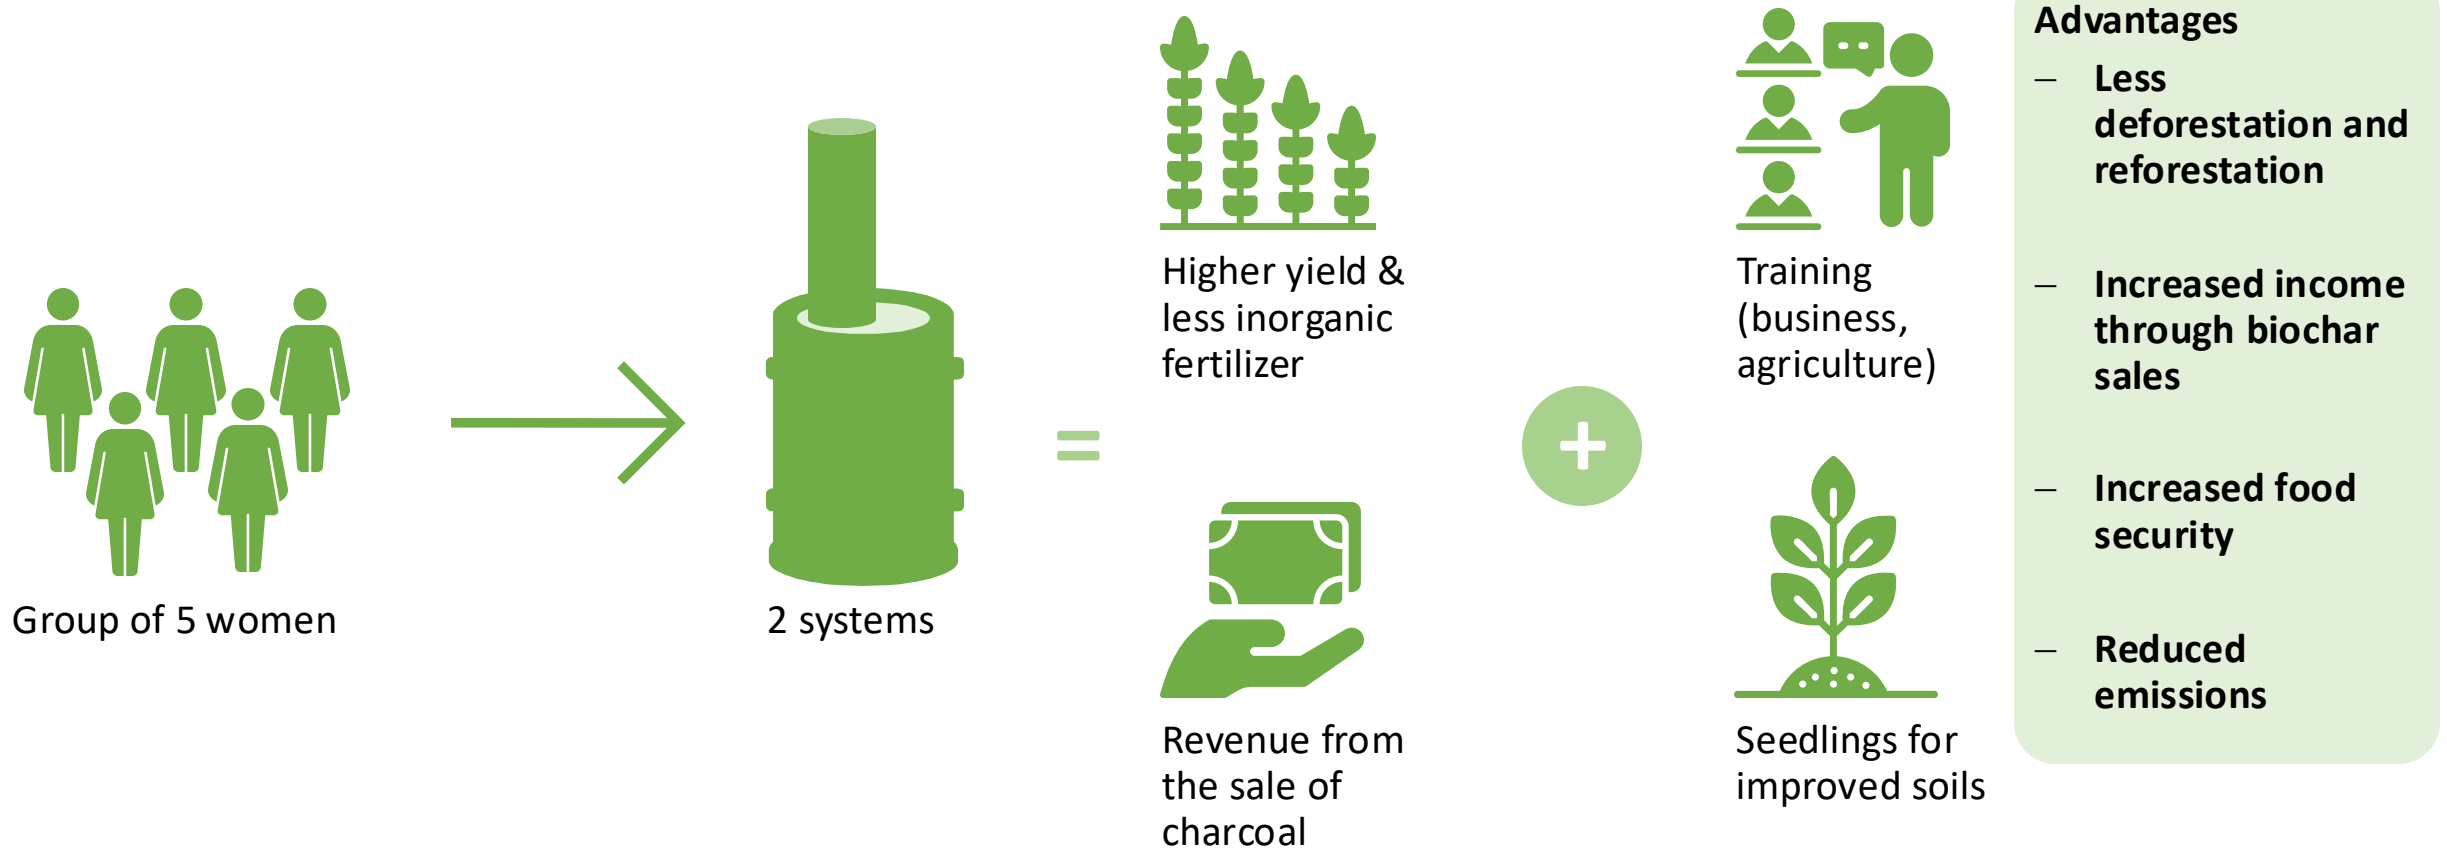 Group of 5 women
2 systems
=
Higher yield &
less inorganic
fertilizer
Revenue from
the sale of
charcoal
+
Training
(business,
agriculture)
Seedlings for
improved soils
Advantages
– Less
deforestation and
reforestation
– Increased income
through biochar
sales
– Increased food
security
– Reduced
emissions